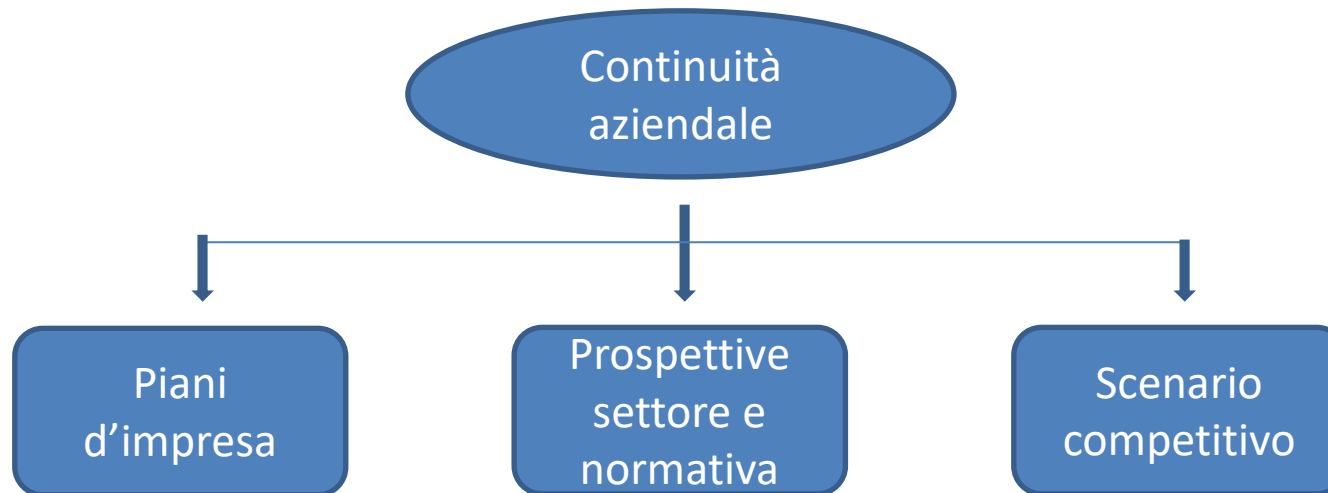 Continuità
aziendale
Piani
d’impresa
Prospettive
settore e
normativa
Scenario
competitivo